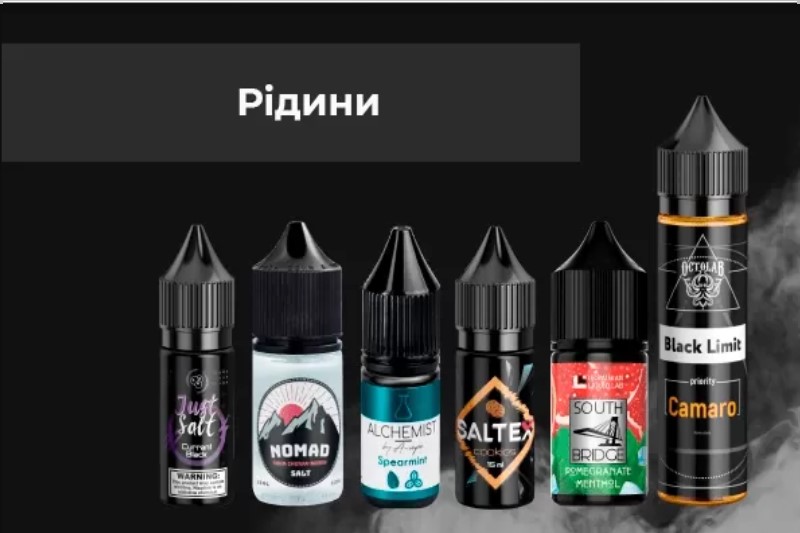 Рідини
Just
Salt
Currant
Black
WARNING:
NOMAD
SALT
ALCHEMIST
Spearmint
SALTEX
cookies
15 ml
SOUTH
BRIDGE
POMEGRANATE
MENTHOL
OCTOLAB
Black Limit
priority
Camaro